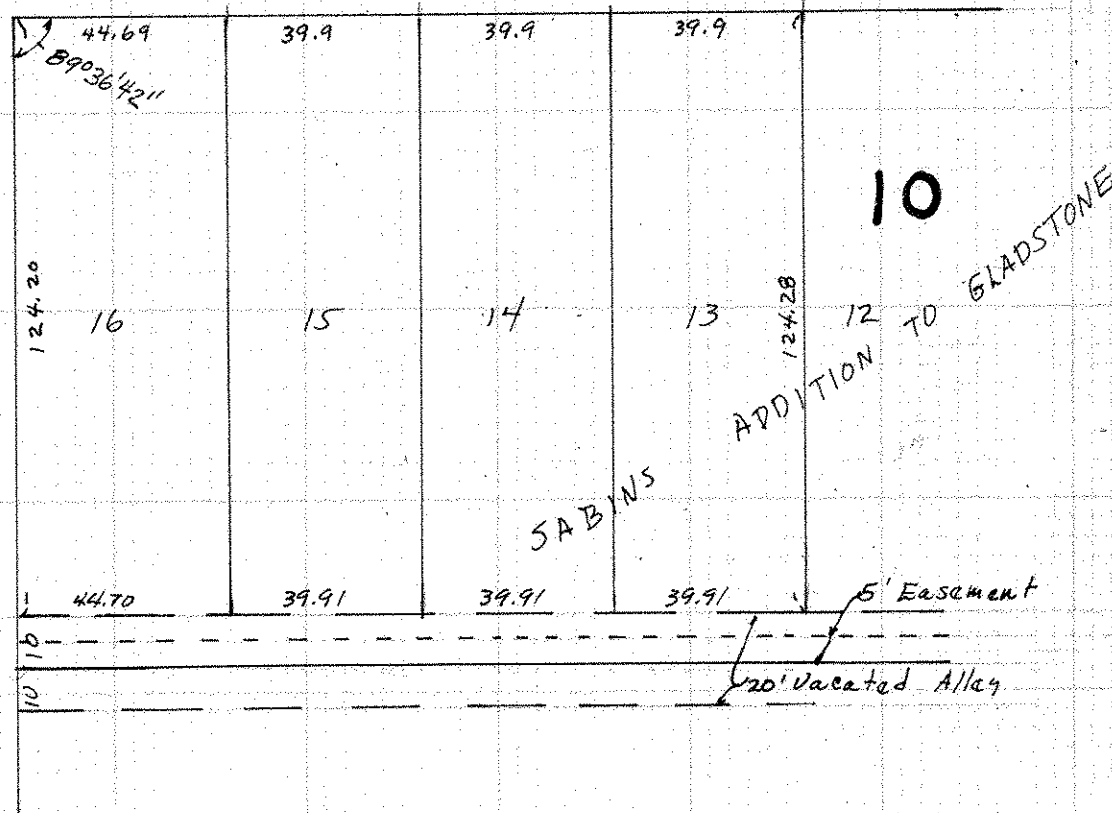 44.69 39.9 39.9 39.9
89°36'42"
10
124.20
16 15 14 13
124.28
12
SABINS ADDITION TO GLADSTONE
44.70 39.91 39.91 39.91
5' Easement
10
20' Vacated Alley
10